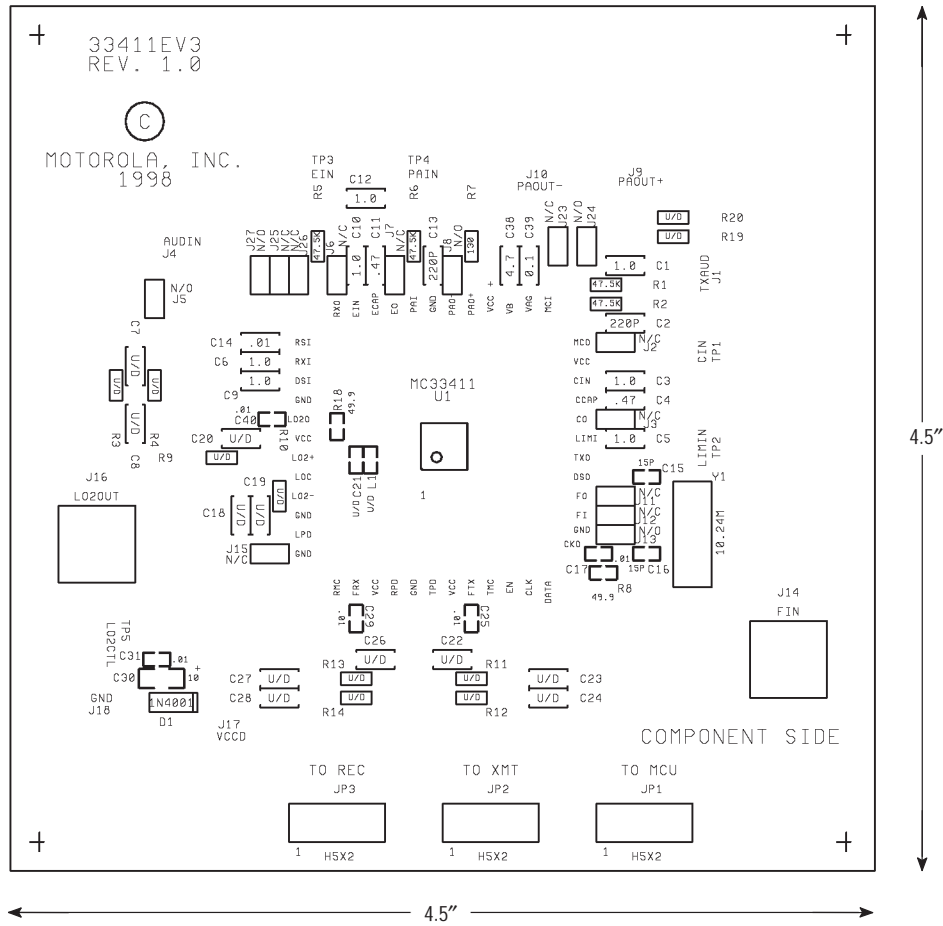 33411EV3
REV. 1.0
C
MOTOROLA, INC.
1998
TP3
EIN
TP4
PAIN
C12
1.0
R5
R6
R7
J10
PAOUT-
J9
PAOUT+
N/C
J23
N/O
J24
U/D
R20
U/D
R19
AUDIN
J4
N/O
J5
J27
N/O
J25
N/C
N/C
J26
47.5K
J6
N/C
1.0
C10
.47
C11
J7
N/C
47.5K
220P
C13
J8
N/O
130
4.7
C38
0.1
C39
1.0
C1
47.5K
R1
47.5K
R2
220P
C2
TXAUD
J1
RXO
EIN
ECAP
EO
PAI
GND
PAO-
PAO+
VCC
+
VB
VAG
MCI
MCO
N/C
J2
VCC
CIN
1.0
C3
CCAP
.47
C4
CO
N/C
J3
LIMI
1.0
C5
TXO
DSO
CIN
TP1
LIMIN
TP2
C7
U/D
U/D
U/D
U/D
R3
R4
C8
R9
C14
.01
RSI
C6
1.0
RXI
1.0
DSI
C9
GND
.01
C40
LO2O
R10
C20
U/D
VCC
U/D
LO2+
LOC
C19
U/D
LO2-
C18
U/D
U/D
GND
LPD
J15
N/C
GND
R18
49.9
U/D
C21
U/D
L1
MC33411
U1
1
15P
C15
Y1
10.24M
FO
N/C
J11
FI
N/C
J12
GND
N/O
J13
CKO
.01
C17
15P
C16
R8
49.9
J16
LO2OUT
J14
FIN
RMC
FRX
VCC
RPD
GND
TPD
VCC
FTX
TMC
EN
CLK
DATA
.01
C29
.01
C25
C26
U/D
C22
U/D
TP5
LO2CTL
C31
.01
C30
+
10
GND
J18
1N4001
D1
C27
U/D
C28
U/D
R13
U/D
U/D
R14
R11
U/D
U/D
R12
U/D
C23
U/D
C24
J17
VCCD
COMPONENT SIDE
TO REC
JP3
1
H5X2
TO XMT
JP2
1
H5X2
TO MCU
JP1
1
H5X2
4.5″
4.5″